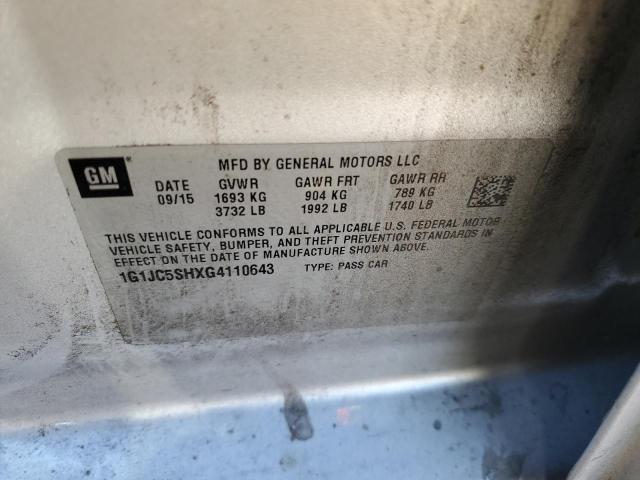 GM
MFD BY GENERAL MOTORS LLC
DATE GVWR GAWR FRT GAWR RR
09/15 1693 KG 904 KG 789 KG
3732 LB 1992 LB 1740 LB
THIS VEHICLE CONFORMS TO ALL APPLICABLE U.S. FEDERAL MOTOR
VEHICLE SAFETY, BUMPER, AND THEFT PREVENTION STANDARDS IN
EFFECT ON THE DATE OF MANUFACTURE SHOWN ABOVE.
1G1JC5SHXG4110643 TYPE: PASS CAR